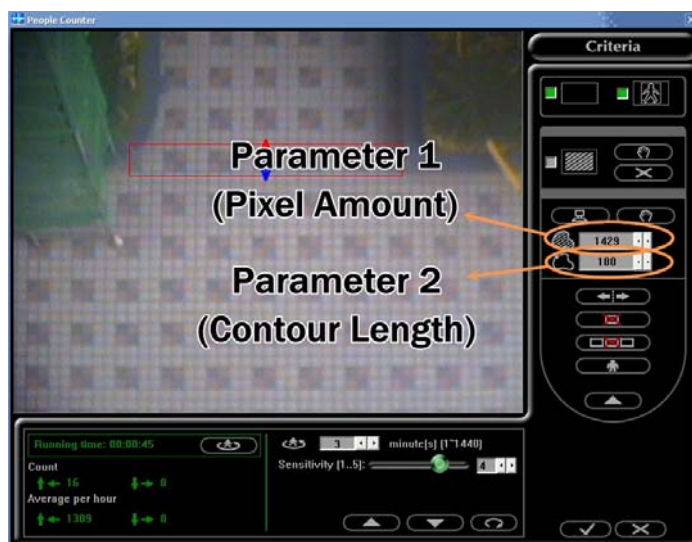 People Counter
Criteria
Parameter 1
(Pixel Amount)
1429
180
Parameter 2
(Contour Length)
Running time: 00:00:45
3 minute[s] [1~1440]
Count
Sensitivity [1..5]: 4
16 0
Average per hour
1309 0